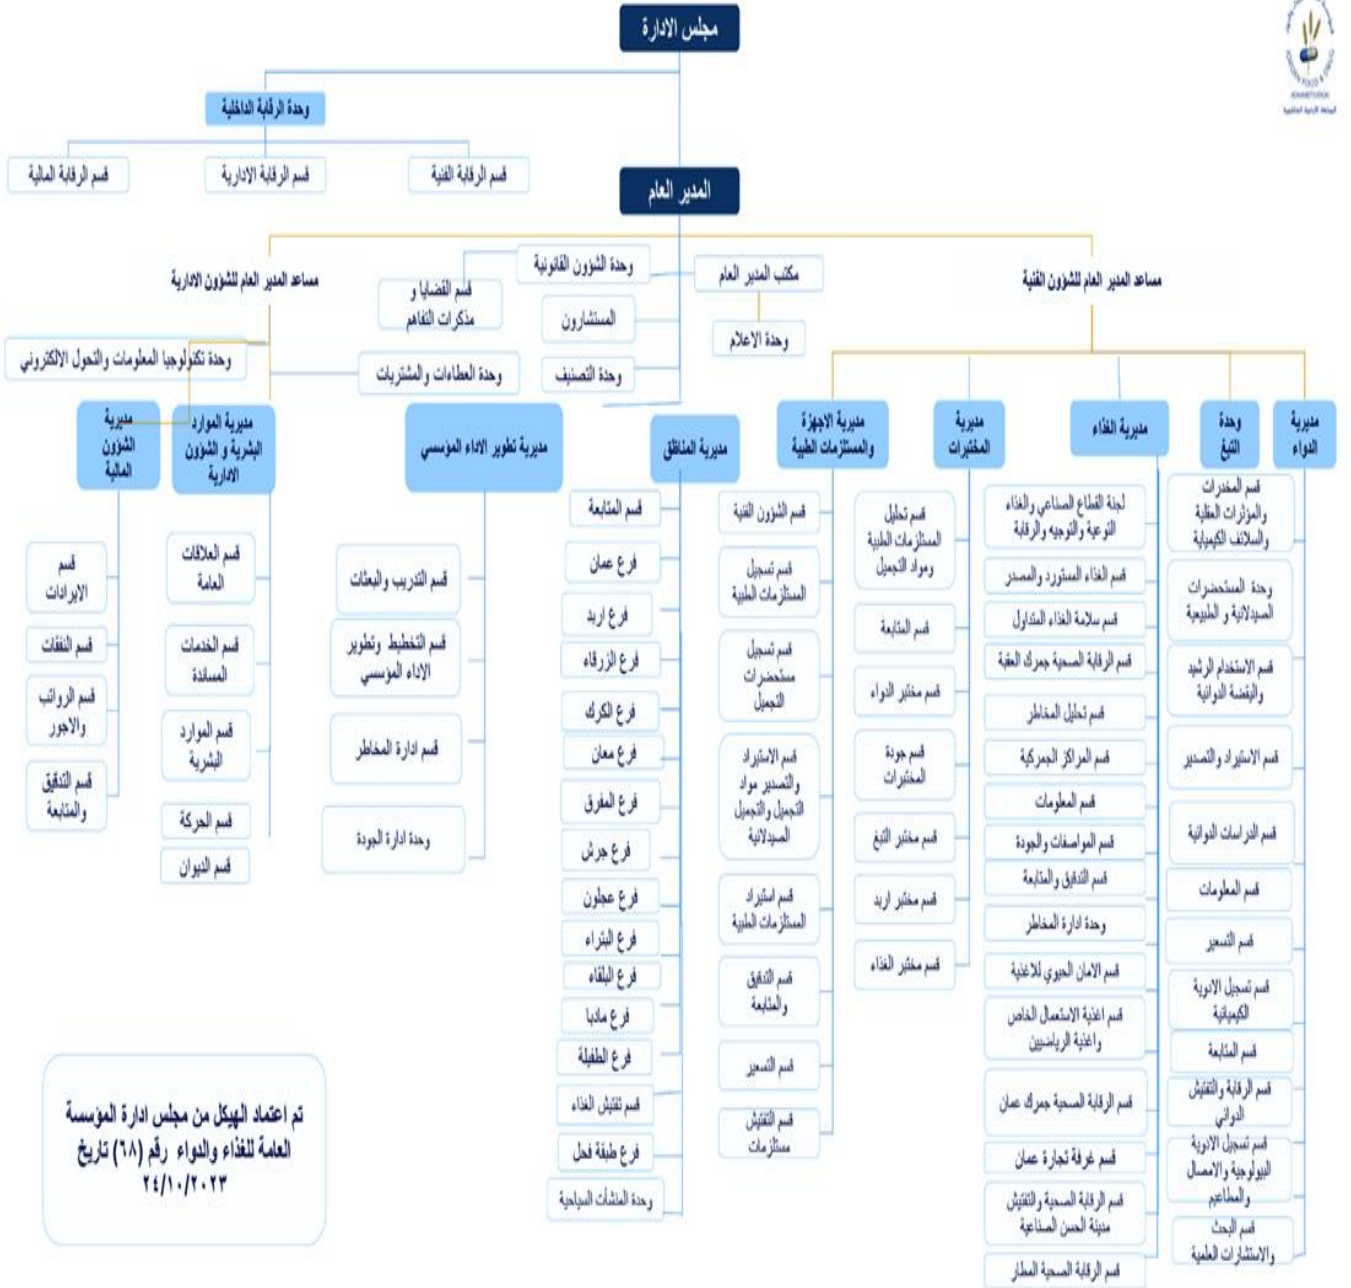 مجلس الادارة
JORDAN FOOD & DRUG
ADMINISTRATION
المملكة الاردنية الهاشمية
وحدة الرقابة الداخلية
قسم الرقابة الفنية
قسم الرقابة الادارية
قسم الرقابة المالية
المدير العام
مساعد المدير العام للشؤون الفنية
مكتب المدير العام
وحدة الاعلام
وحدة الشؤون القانونية
قسم القضايا و
مذكرات التفاهم
المستشارون
وحدة التصنيف
مساعد المدير العام للشؤون الادارية
وحدة تكنولوجيا المعلومات والتحول الالكتروني
وحدة العطاءات والمشتريات
مديرية
الدواء
وحدة
التبغ
مديرية الغذاء
مديرية
المختبرات
مديرية الاجهزة
والمستلزمات الطبية
مديرية المناطق
مديرية تطوير الاداء المؤسسي
مديرية الموارد
البشرية و الشؤون
الادارية
مديرية
الشؤون
المالية
قسم المخدرات
والمؤثرات العقلية
والسلائف الكيميائية
وحدة المستحضرات
الصيدلانية و الطبيعية
قسم الاستخدام الرشيد
واليقضة الدوائية
قسم الاستيراد والتصدير
قسم الدراسات الدوائية
قسم المعلومات
قسم التسعير
قسم تسجيل الادوية
الكيميائية
قسم المتابعة
قسم الرقابة والتفتيش
الدوائي
قسم تسجيل الادوية
البيولوجية والامصال
والمطاعيم
قسم البحث
والاستشارات العلمية
لجنة القطاع الصناعي والغذاء
التوعية والتوجيه والرقابة
قسم الغذاء المستورد والمصدر
قسم سلامة الغذاء المتداول
قسم الرقابة الصحية جمرك العقبة
قسم تحليل المخاطر
قسم المراكز الجمركية
قسم المعلومات
قسم المواصفات والجودة
قسم التدقيق والمتابعة
وحدة ادارة المخاطر
قسم الامان الحيوي للاغذية
قسم اغذية الاستعمال الخاص
واغذية الرياضيين
قسم الرقابة الصحية جمرك عمان
قسم غرفة تجارة عمان
قسم الرقابة الصحية والتفتيش
مدينة الحسن الصناعية
قسم الرقابة الصحية المطار
قسم تحليل
المستلزمات الطبية
ومواد التجميل
قسم المتابعة
قسم مختبر الدواء
قسم جودة
المختبرات
قسم مختبر التبغ
قسم مختبر اربد
قسم مختبر الغذاء
قسم الشؤون الفنية
قسم تسجيل
المستلزمات الطبية
قسم تسجيل
مستحضرات
التجميل
قسم الاستيراد
والتصدير مواد
التجميل والتجميل
الصيدلانية
قسم استيراد
المستلزمات الطبية
قسم التدقيق
والمتابعة
قسم التسعير
قسم التفتيش
مستلزمات
قسم المتابعة
فرع عمان
فرع اربد
فرع الزرقاء
فرع الكرك
فرع معان
فرع المفرق
فرع جرش
فرع عجلون
فرع البتراء
فرع البلقاء
فرع مادبا
فرع الطفيلة
قسم تفتيش الغذاء
فرع طبقة فحل
وحدة المنشأت السياحية
قسم التدريب والبعثات
قسم التخطيط وتطوير
الاداء المؤسسي
قسم ادارة المخاطر
وحدة ادارة الجودة
قسم العلاقات
العامة
قسم الخدمات
المساندة
قسم الموارد
البشرية
قسم الحركة
قسم الديوان
قسم
الايرادات
قسم النفقات
قسم الرواتب
والاجور
قسم التدقيق
والمتابعة
تم اعتماد الهيكل من مجلس ادارة المؤسسة
العامة للغذاء والدواء رقم (٦٨) تاريخ
٢٤/١٠/٢٠٢٣